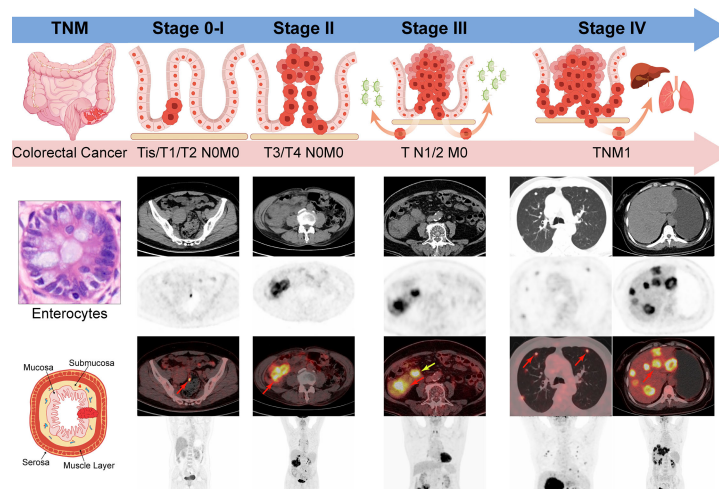 TNM
Stage 0-I
Stage II
Stage III
Stage IV
Colorectal Cancer
Tis/T1/T2 N0M0
T3/T4 N0M0
T N1/2 M0
TNM1
Enterocytes
Mucosa
Submucosa
Serosa
Muscle Layer